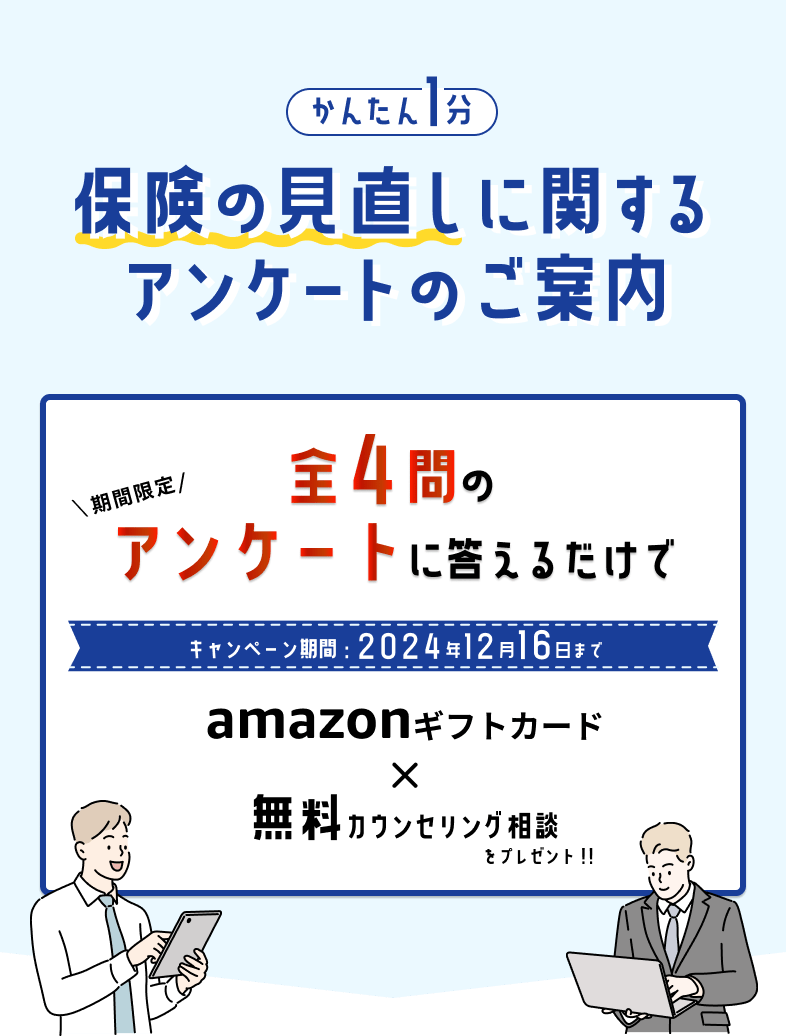 かんたん1分
保険の見直しに関する
アンケートのご案内
\期間限定/
全4問の
アンケートに答えるだけで
キャンペーン期間：2024年12月16日まで
amazonギフトカード
×
無料カウンセリング相談
をプレゼント!!